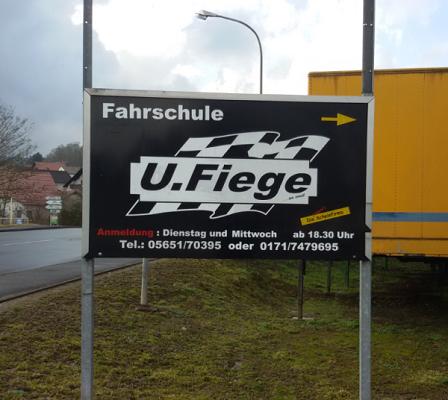 Fahrschule
U.Fiege
Anmeldung : Dienstag und Mittwoch ab 18.30 Uhr
Tel.: 05651/70395 oder 0171/7479695